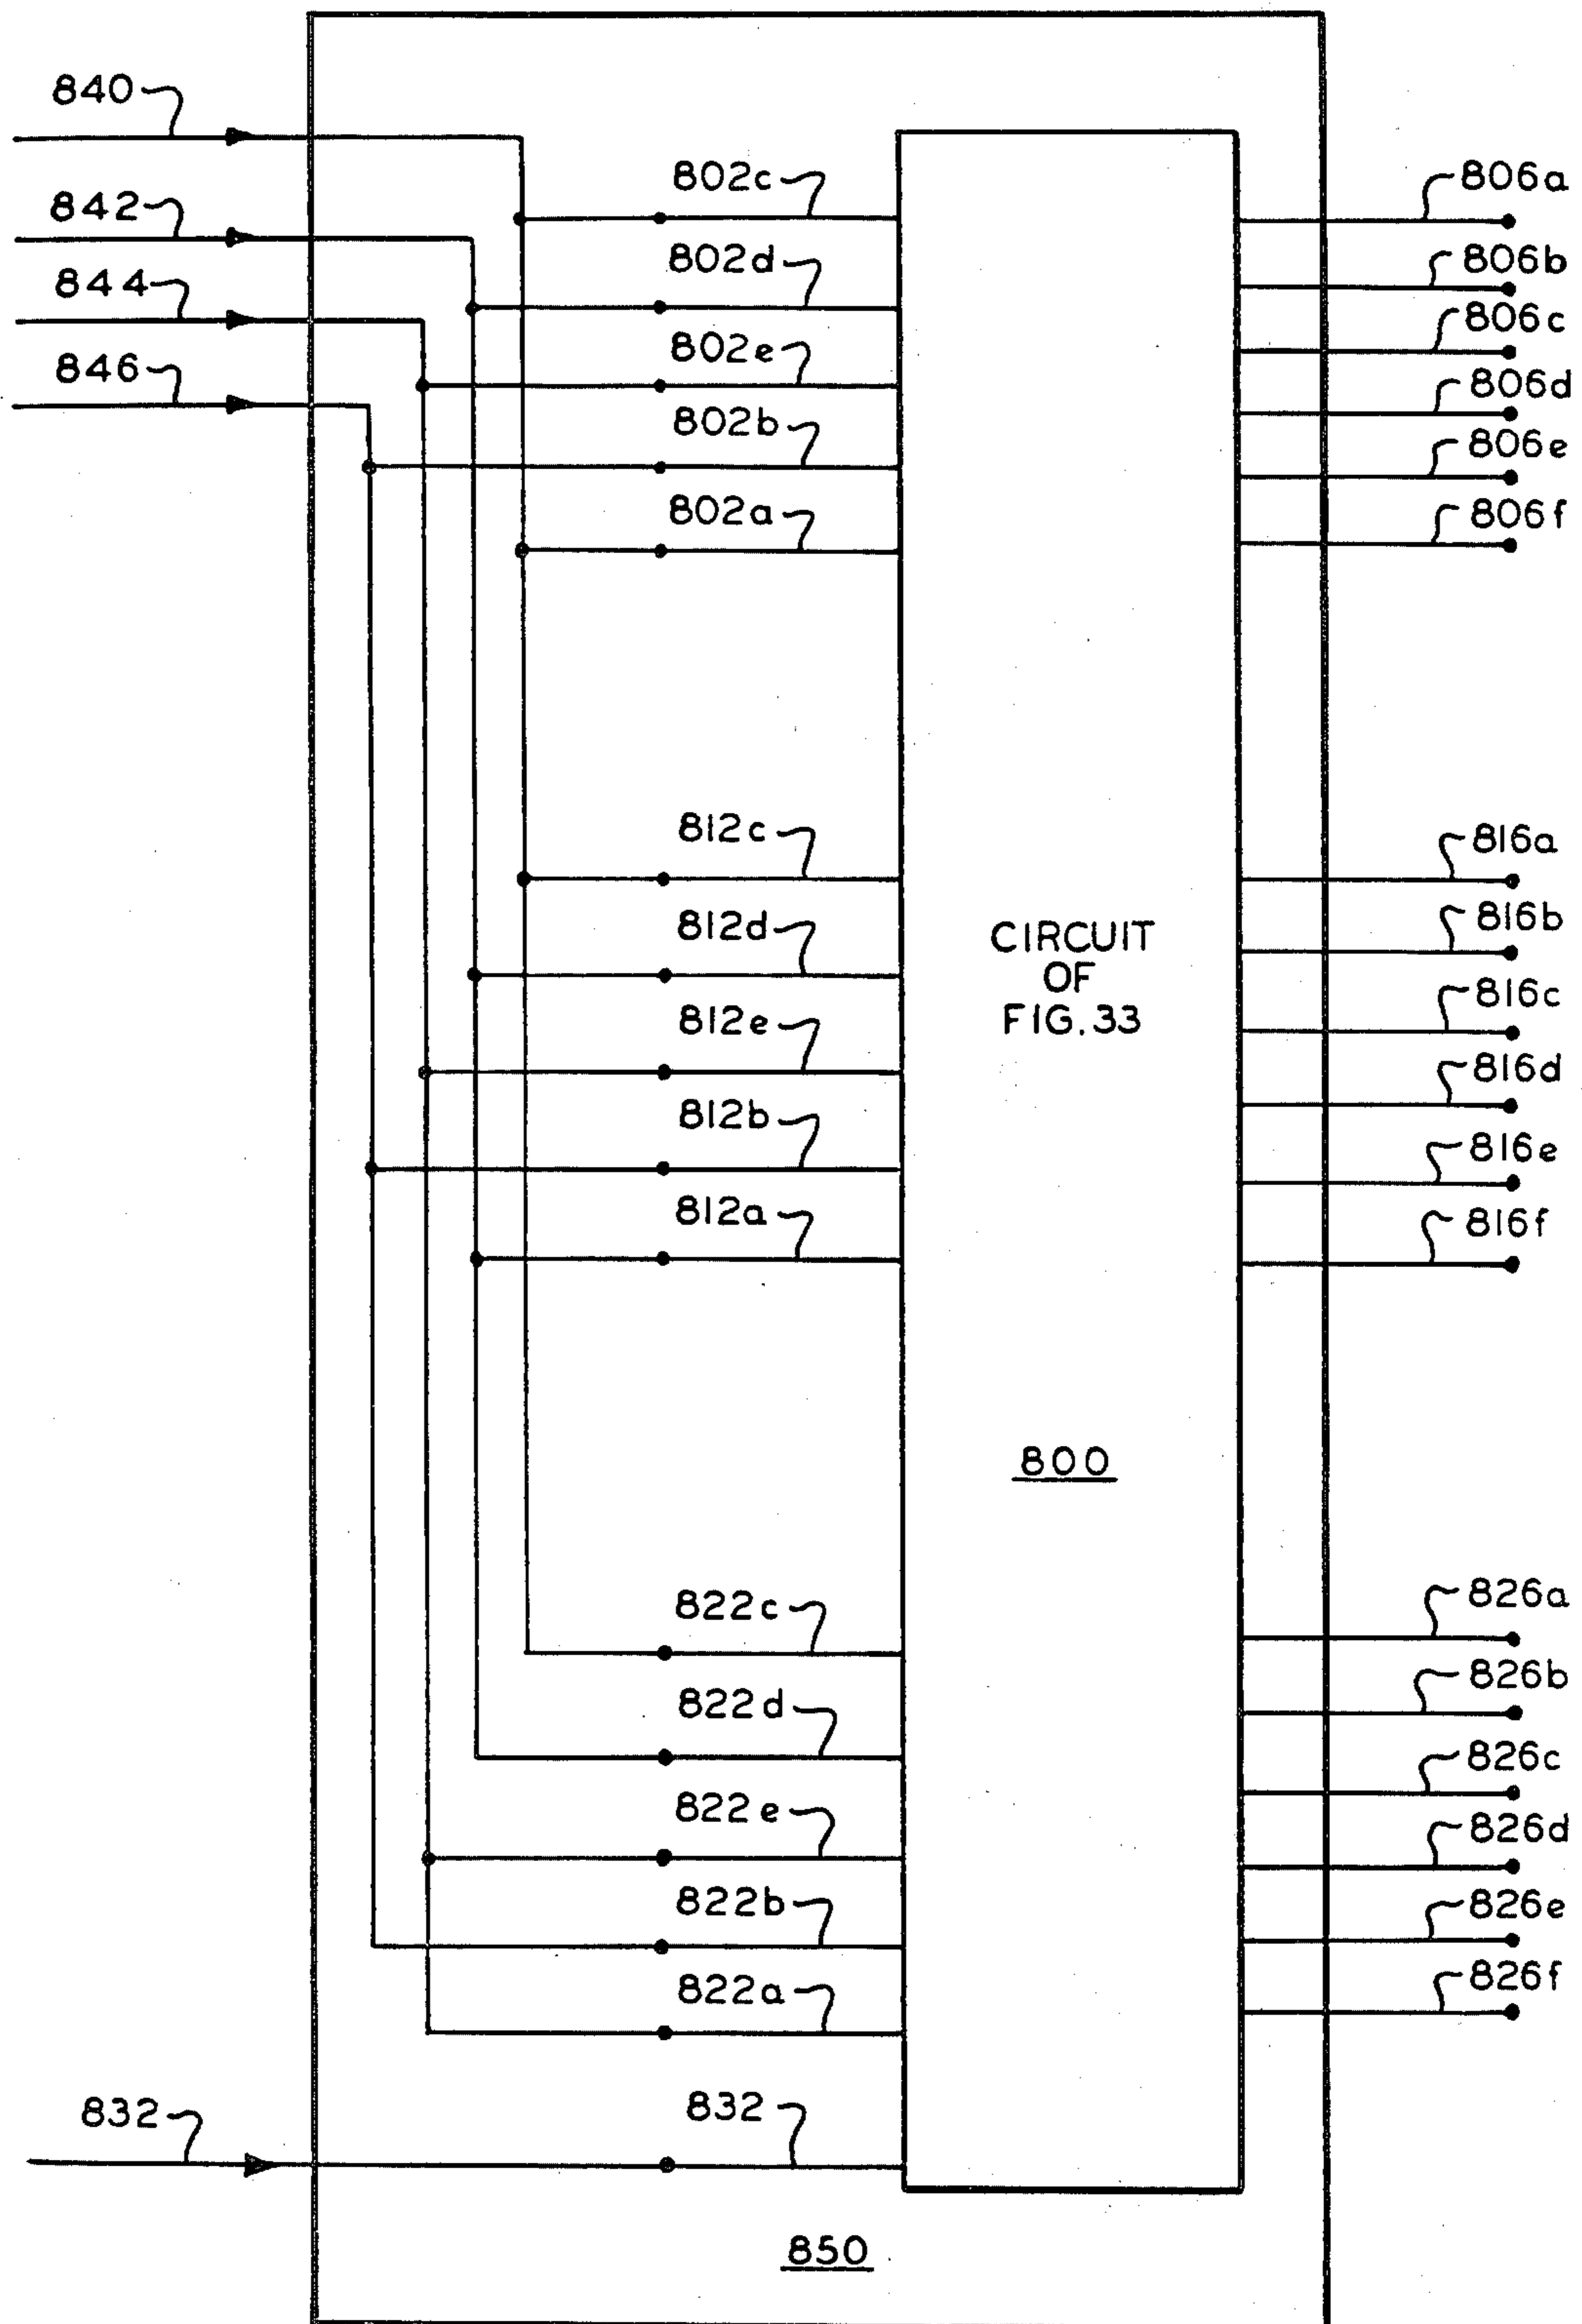 840
842
844
846
802c
802d
802e
802b
802a
806a
806b
806c
806d
806e
806f
812c
812d
812e
812b
812a
CIRCUIT
OF
FIG.33
816a
816b
816c
816d
816e
816f
800
822c
822d
822e
822b
822a
826a
826b
826c
826d
826e
826f
832
832
850